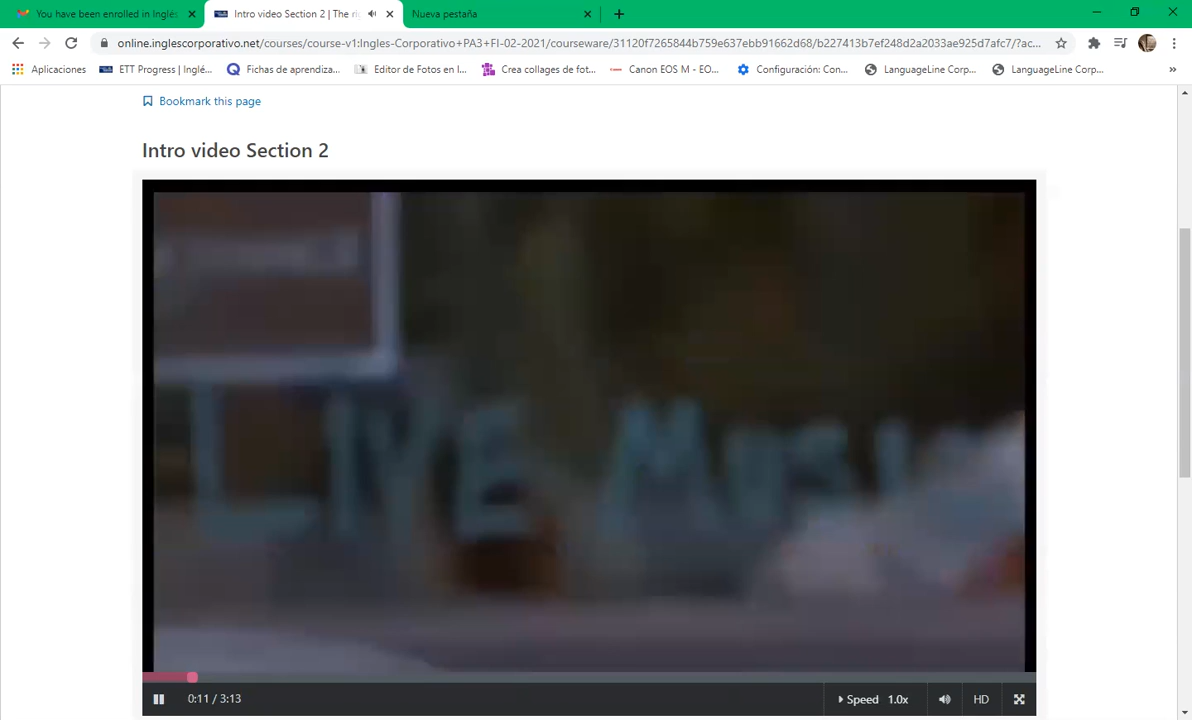 You have been enrolled in Inglés
Intro video Section 2 | The ri
Nueva pestaña
online.inglescorporativo.net/courses/course-v1:Ingles-Corporativo+PA3+FI-02-2021/courseware/31120f7265844b759e637ebb91662d68/b227413b7ef248d2a2033ae925d7afc7/?ac...
Aplicaciones
ETT Progress | Inglé...
Fichas de aprendiza...
Editor de Fotos en l...
Crea collages de fot...
Canon EOS M - EO...
Configuración: Con...
LanguageLine Corp...
LanguageLine Corp...
»
Bookmark this page
Intro video Section 2
LIVE MUSI
0:11 / 3:13
Speed 1.0x
HD